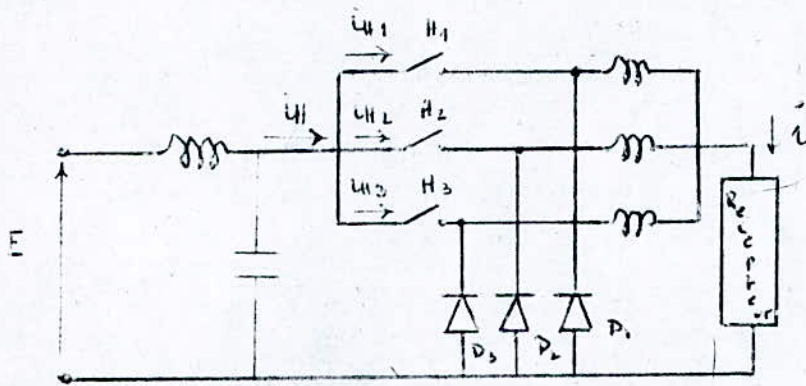 iH1 H1
iH iH2 H2
iH3 H3
i
E
Récepteur
D3 D2 D1